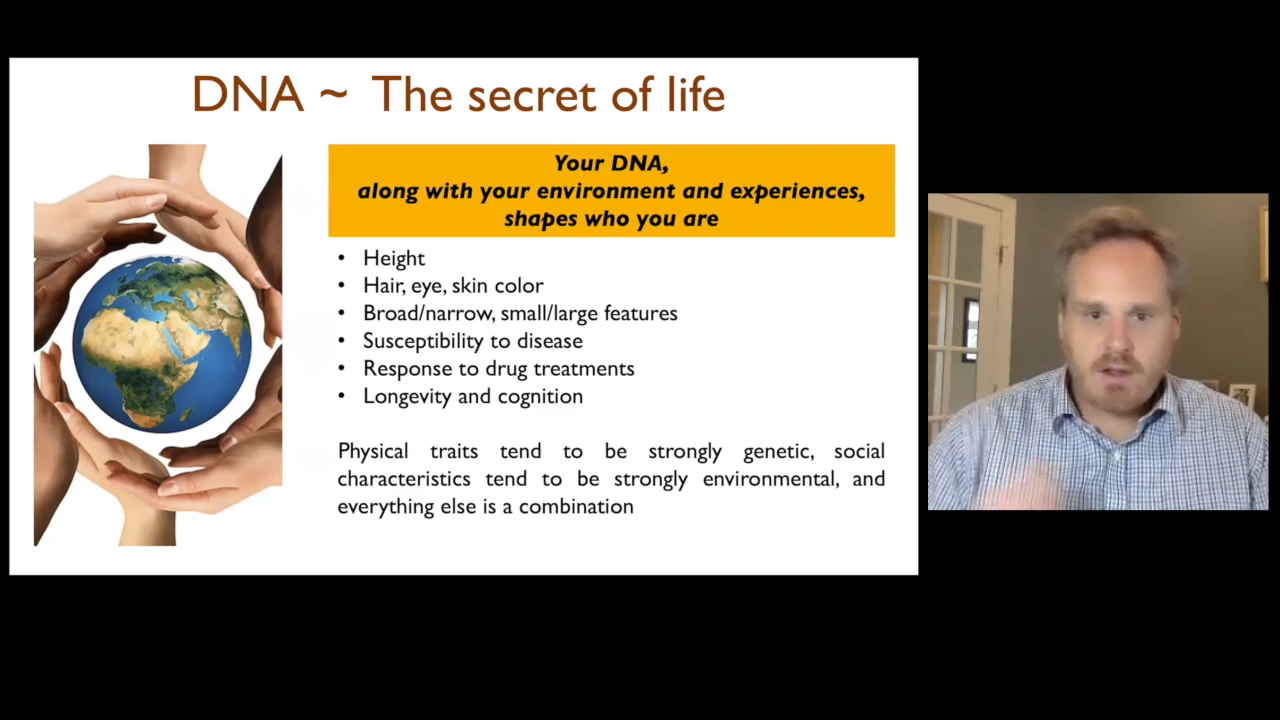 DNA ~ The secret of life
Your DNA,
along with your environment and experiences,
shapes who you are
• Height
• Hair, eye, skin color
• Broad/narrow, small/large features
• Susceptibility to disease
• Response to drug treatments
• Longevity and cognition
Physical traits tend to be strongly genetic, social
characteristics tend to be strongly environmental, and
everything else is a combination